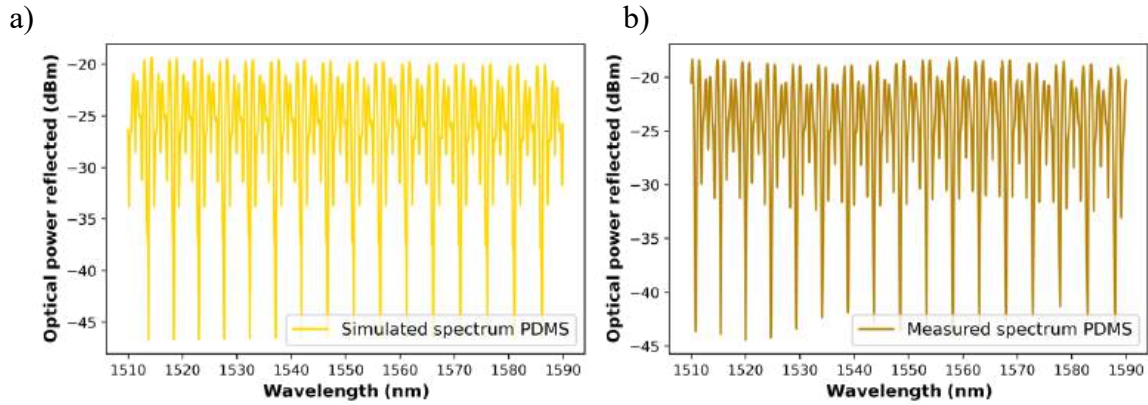 a)
b)
Optical power reflected (dBm)
−20
−25
−30
−35
−40
−45
Simulated spectrum PDMS
1510 1520 1530 1540 1550 1560 1570 1580 1590
Wavelength (nm)
Optical power reflected (dBm)
−20
−25
−30
−35
−40
−45
Measured spectrum PDMS
1510 1520 1530 1540 1550 1560 1570 1580 1590
Wavelength (nm)